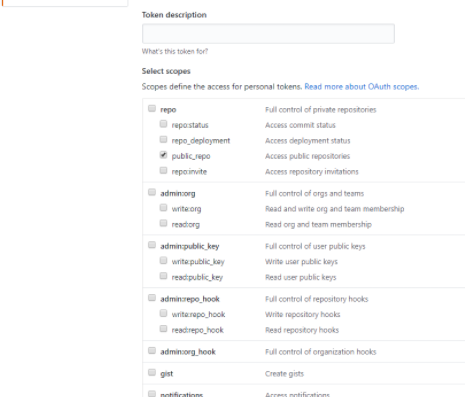 Token description
What's this token for?
Select scopes
Scopes define the access for personal tokens. Read more about OAuth scopes.
repo Full control of private repositories
repo:status Access commit status
repo_deployment Access deployment status
public_repo Access public repositories
repo:invite Access repository invitations
admin:org Full control of orgs and teams
write:org Read and write org and team membership
read:org Read org and team membership
admin:public_key Full control of user public keys
write:public_key Write user public keys
read:public_key Read user public keys
admin:repo_hook Full control of repository hooks
write:repo_hook Write repository hooks
read:repo_hook Read repository hooks
admin:org_hook Full control of organization hooks
gist Create gists
notifications Access notifications